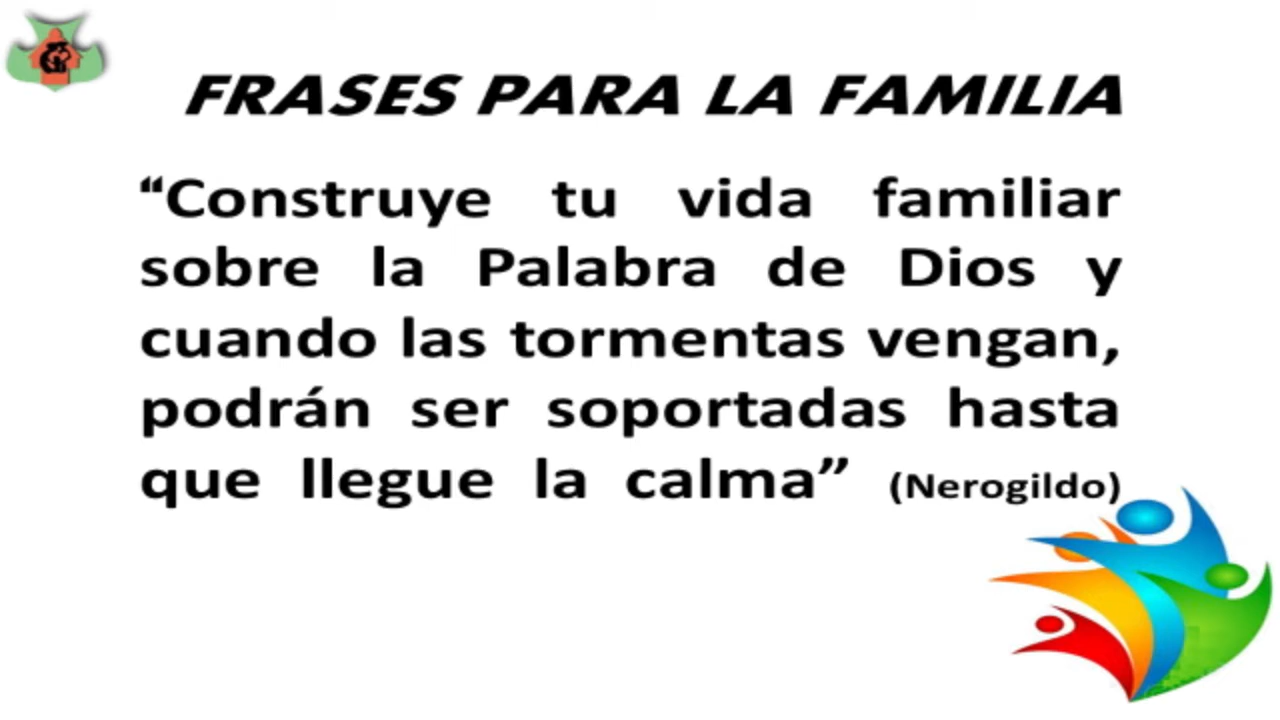 FRASES PARA LA FAMILIA
“Construye tu vida familiar
sobre la Palabra de Dios y
cuando las tormentas vengan,
podrán ser soportadas hasta
que llegue la calma” (Nerogildo)